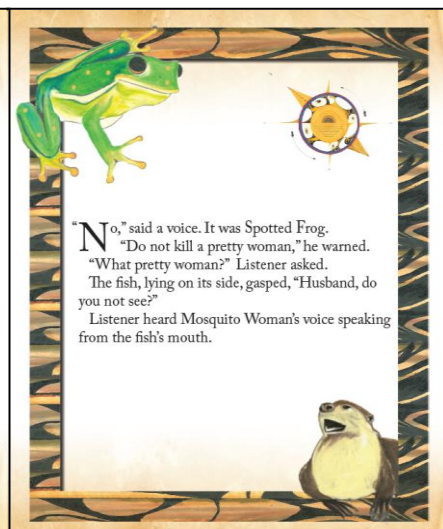 “No,” said a voice. It was Spotted Frog.
“Do not kill a pretty woman,” he warned.
“What pretty woman?” Listener asked.
The fish, lying on its side, gasped, “Husband, do
you not see?”
Listener heard Mosquito Woman’s voice speaking
from the fish’s mouth.